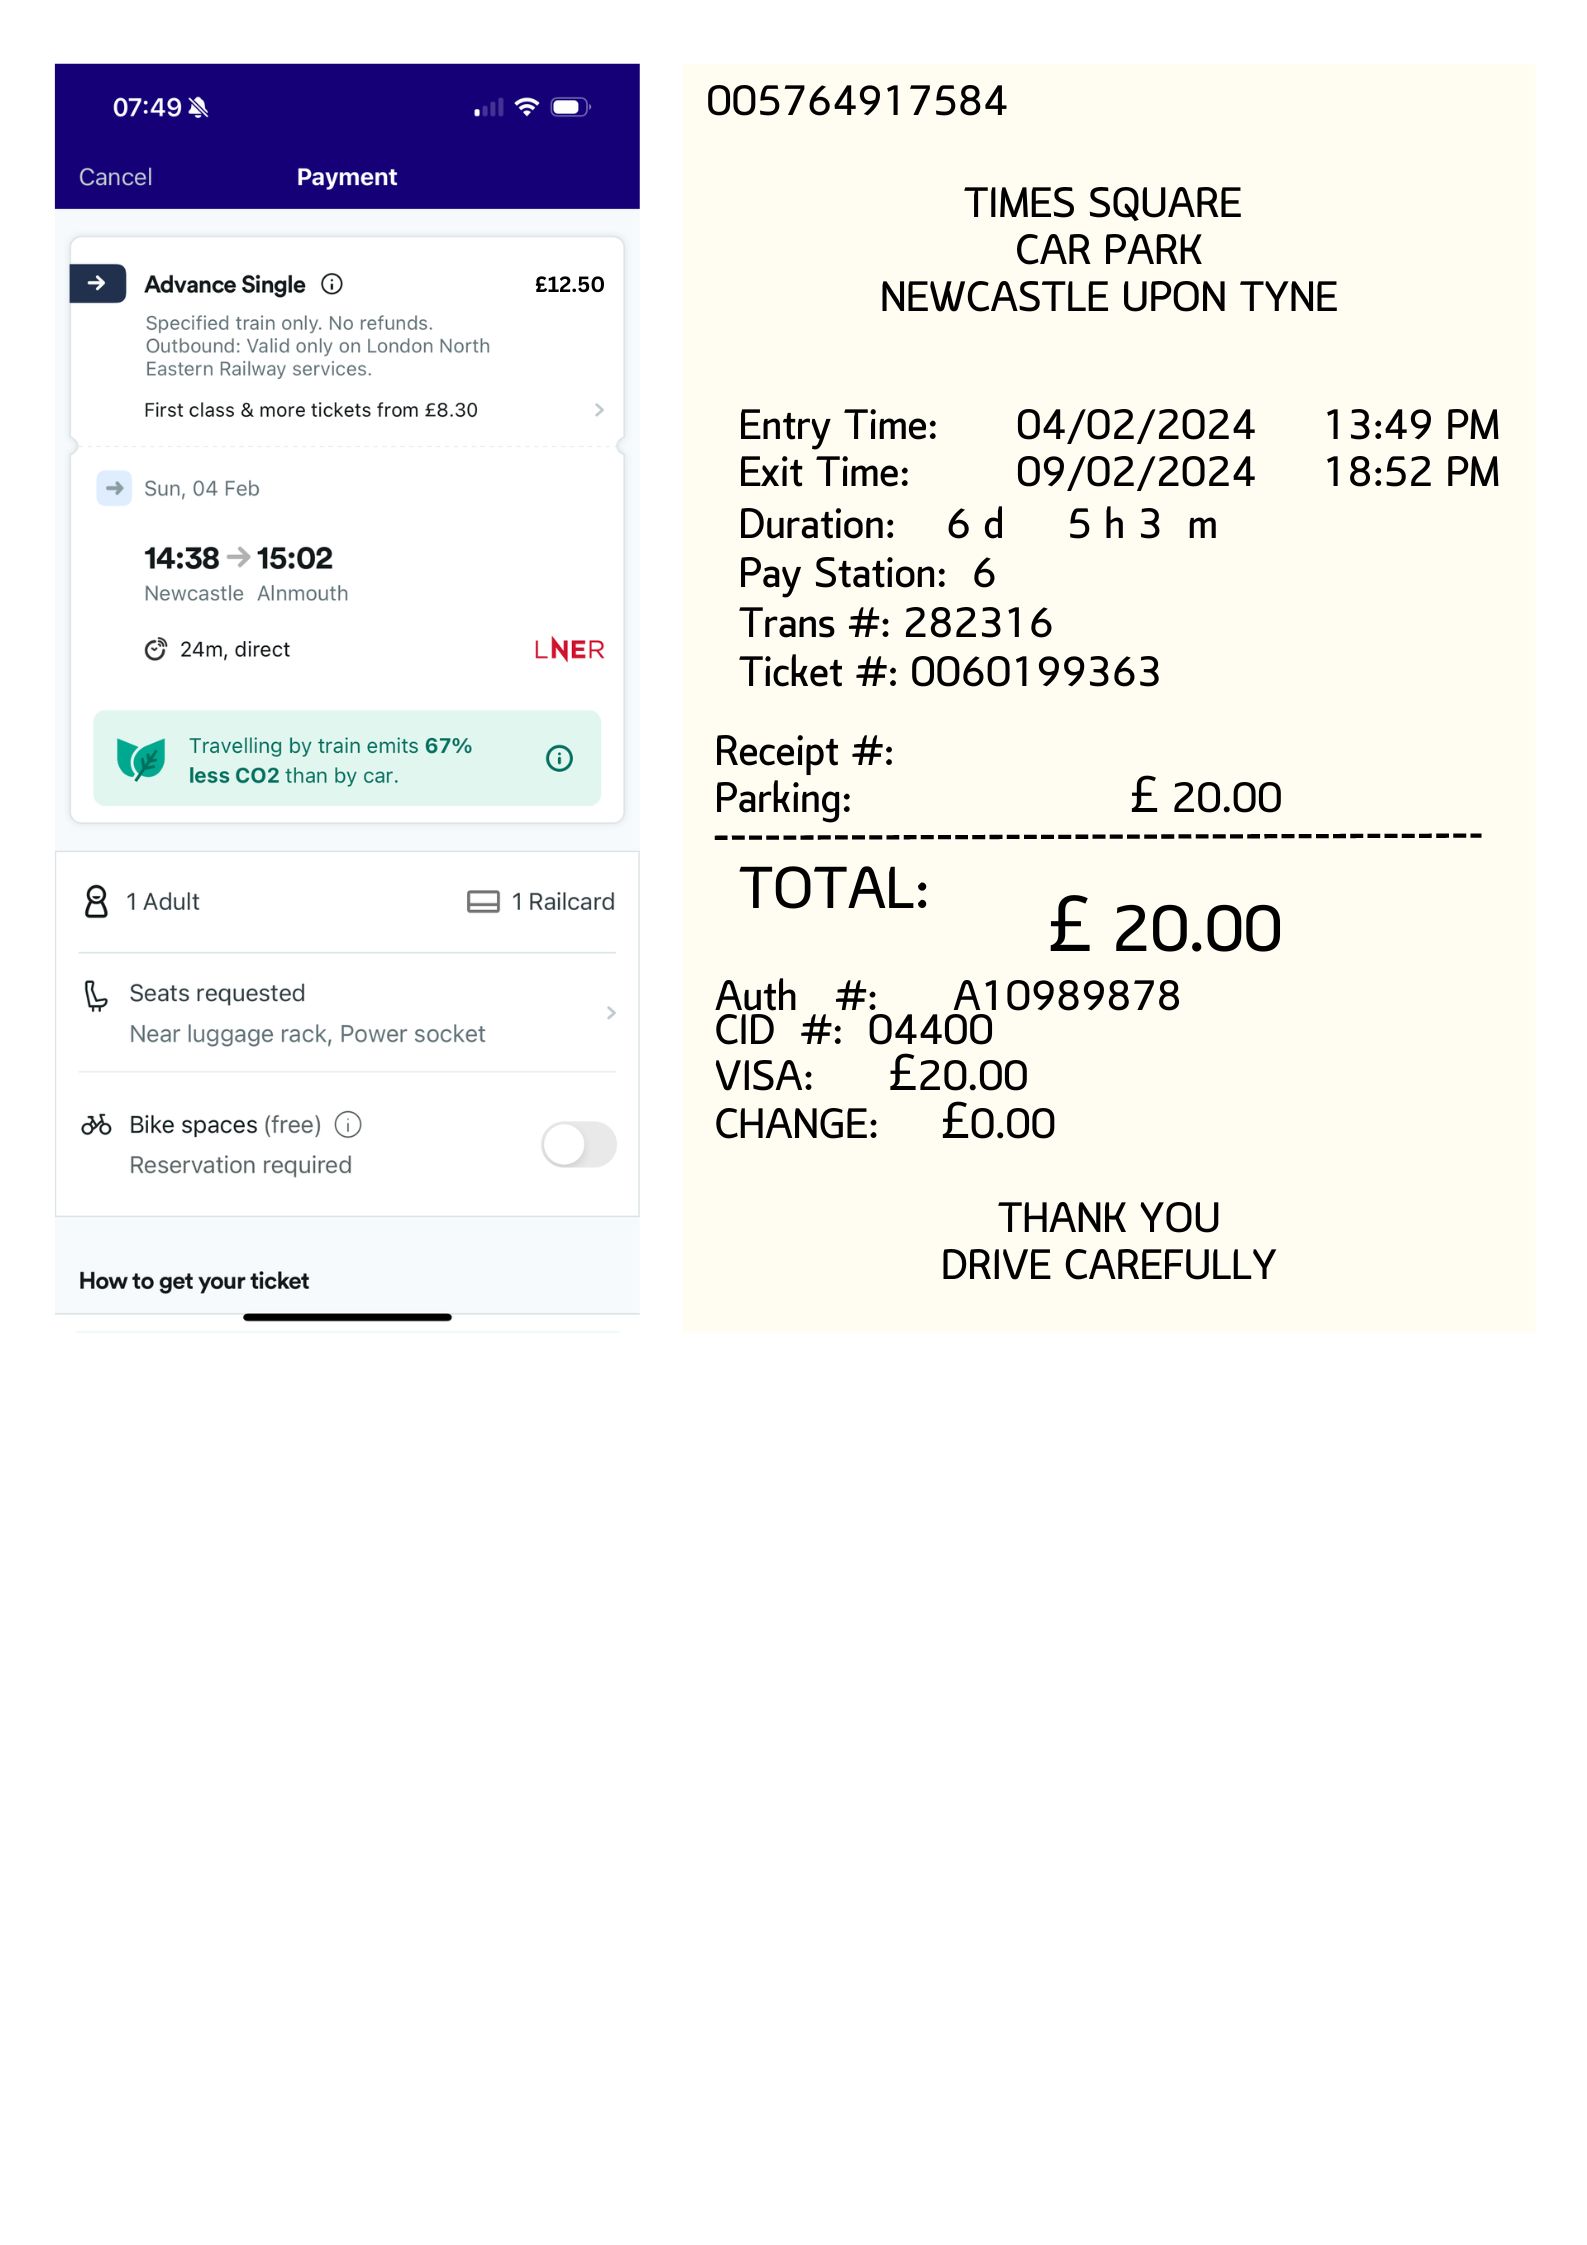 07:49
Cancel
Payment
Advance Single
£12.50
Specified train only. No refunds.
Outbound: Valid only on London North
Eastern Railway services.
First class & more tickets from £8.30
Sun, 04 Feb
14:38 → 15:02
Newcastle Alnmouth
24m, direct
LNER
Travelling by train emits 67%
less CO2 than by car.
1 Adult
1 Railcard
Seats requested
Near luggage rack, Power socket
Bike spaces (free)
Reservation required
How to get your ticket
005764917584
TIMES SQUARE
CAR PARK
NEWCASTLE UPON TYNE
Entry Time: 04/02/2024 13:49 PM
Exit Time: 09/02/2024 18:52 PM
Duration: 6 d 5 h 3 m
Pay Station: 6
Trans #: 282316
Ticket #: 0060199363
Receipt #:
Parking: £ 20.00
TOTAL:
£ 20.00
Auth #: A10989878
CID #: 04400
VISA: £20.00
CHANGE: £0.00
THANK YOU
DRIVE CAREFULLY